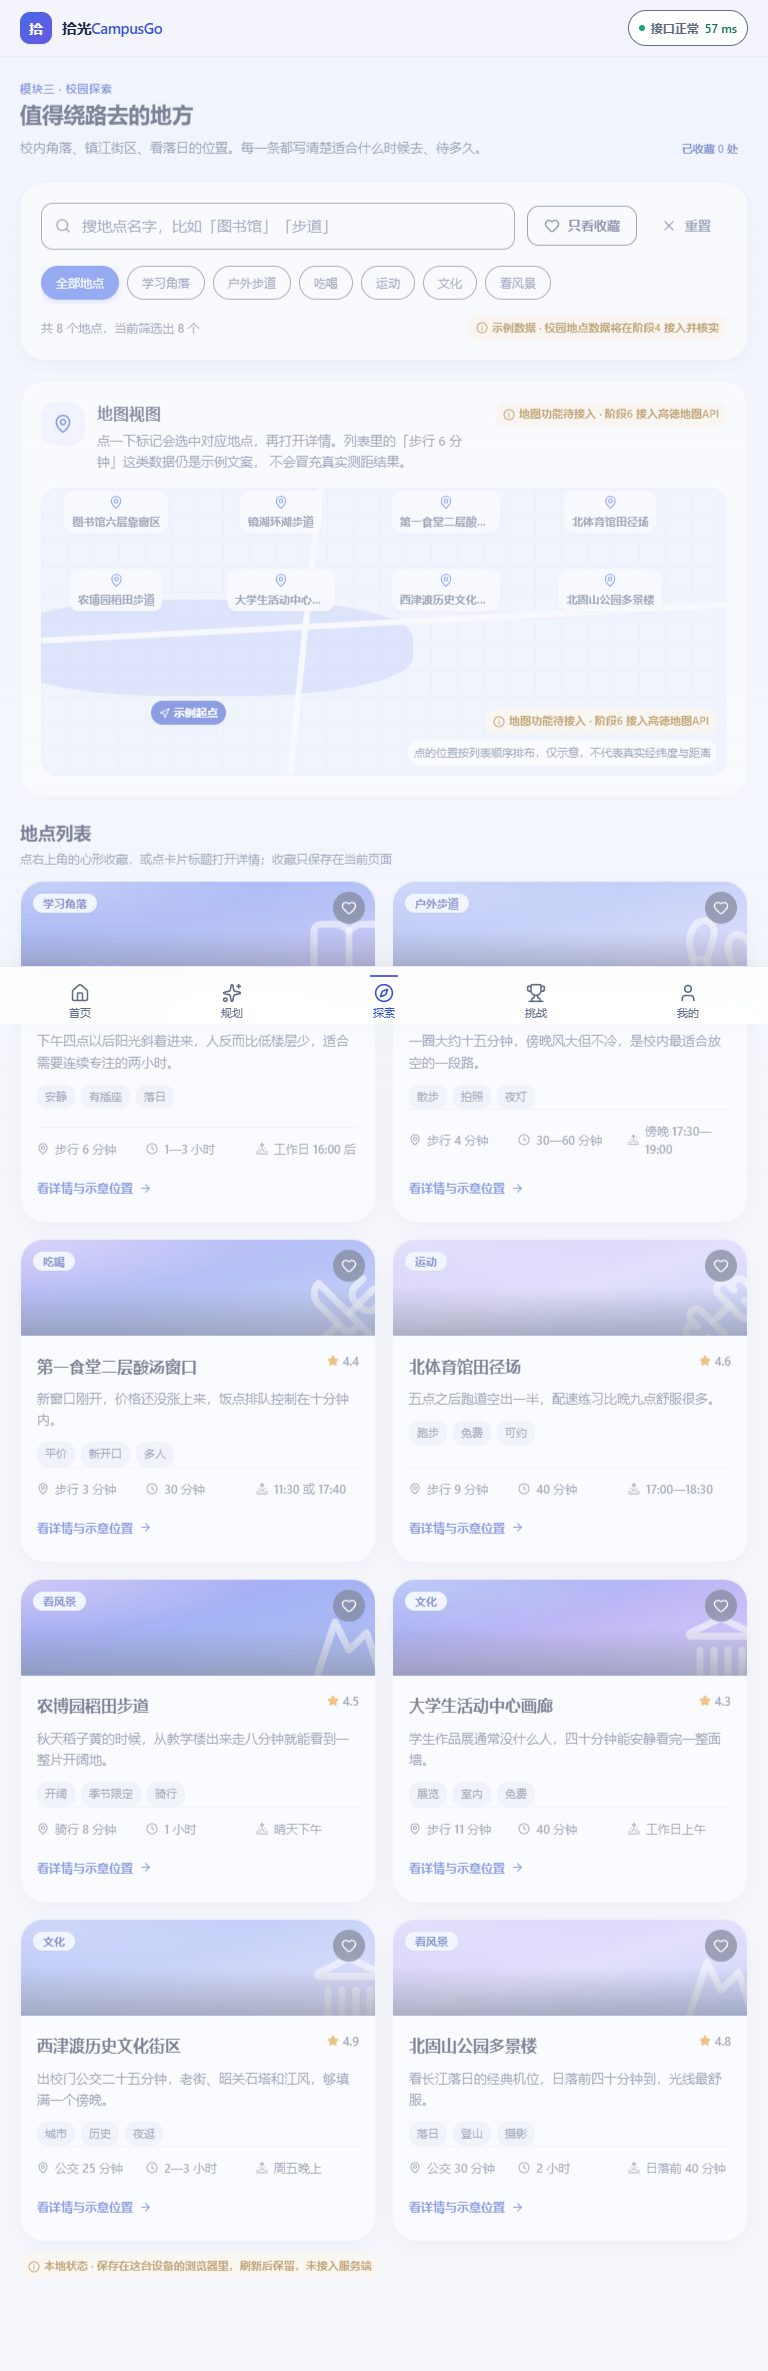 拾 拾光CampusGo
接口正常 57 ms
模块三 · 校园探索
值得绕路去的地方
校内角落、镇江街区、看落日的位置。每一条都写清楚适合什么时候去、待多久。
已收藏 0 处
搜地点名字，比如「图书馆」「步道」
只看收藏
重置
全部地点
学习角落
户外步道
吃喝
运动
文化
看风景
共 8 个地点，当前筛选出 8 个
示例数据 · 校园地点数据将在阶段4 接入并核实
地图视图
地图功能待接入 · 阶段6 接入高德地图API
点一下标记会选中对应地点，再打开详情。列表里的「步行 6 分
钟」这类数据仍是示例文案， 不会冒充真实测距结果。
图书馆六层靠窗区
镜湖环湖步道
第一食堂二层酸...
北体育馆田径场
农博园稻田步道
大学生活动中心...
西津渡历史文化...
北固山公园多景楼
示例起点
地图功能待接入 · 阶段6 接入高德地图API
点的位置按列表顺序排布，仅示意，不代表真实经纬度与距离
地点列表
点右上角的心形收藏，或点卡片标题打开详情；收藏只保存在当前页面
学习角落
户外步道
首页
规划
探索
挑战
我的
下午四点以后阳光斜着进来，人反而比低楼层少，适合
需要连续专注的两小时。
安静
有插座
落日
步行 6 分钟
1—3 小时
工作日 16:00 后
看详情与示意位置
一圈大约十五分钟，傍晚风大但不冷，是校内最适合放
空的一段路。
散步
拍照
夜灯
步行 4 分钟
30—60 分钟
傍晚 17:30—
19:00
看详情与示意位置
吃喝
第一食堂二层酸汤窗口
4.4
新窗口刚开，价格还没涨上来，饭点排队控制在十分钟
内。
平价
新开口
多人
步行 3 分钟
30 分钟
11:30 或 17:40
看详情与示意位置
运动
北体育馆田径场
4.6
五点之后跑道空出一半，配速练习比晚九点舒服很多。
跑步
免费
可约
步行 9 分钟
40 分钟
17:00—18:30
看详情与示意位置
看风景
农博园稻田步道
4.5
秋天稻子黄的时候，从教学楼出来走八分钟就能看到一
整片开阔地。
开阔
季节限定
骑行
骑行 8 分钟
1 小时
晴天下午
看详情与示意位置
文化
大学生活动中心画廊
4.3
学生作品展通常没什么人，四十分钟能安静看完一整面
墙。
展览
室内
免费
步行 11 分钟
40 分钟
工作日上午
看详情与示意位置
文化
西津渡历史文化街区
4.9
出校门公交二十五分钟，老街、昭关石塔和江风，够填
满一个傍晚。
城市
历史
夜逛
公交 25 分钟
2—3 小时
周五晚上
看详情与示意位置
看风景
北固山公园多景楼
4.8
看长江落日的经典机位，日落前四十分钟到，光线最舒
服。
落日
登山
摄影
公交 30 分钟
2 小时
日落前 40 分钟
看详情与示意位置
本地状态 · 保存在这台设备的浏览器里，刷新后保留，未接入服务端